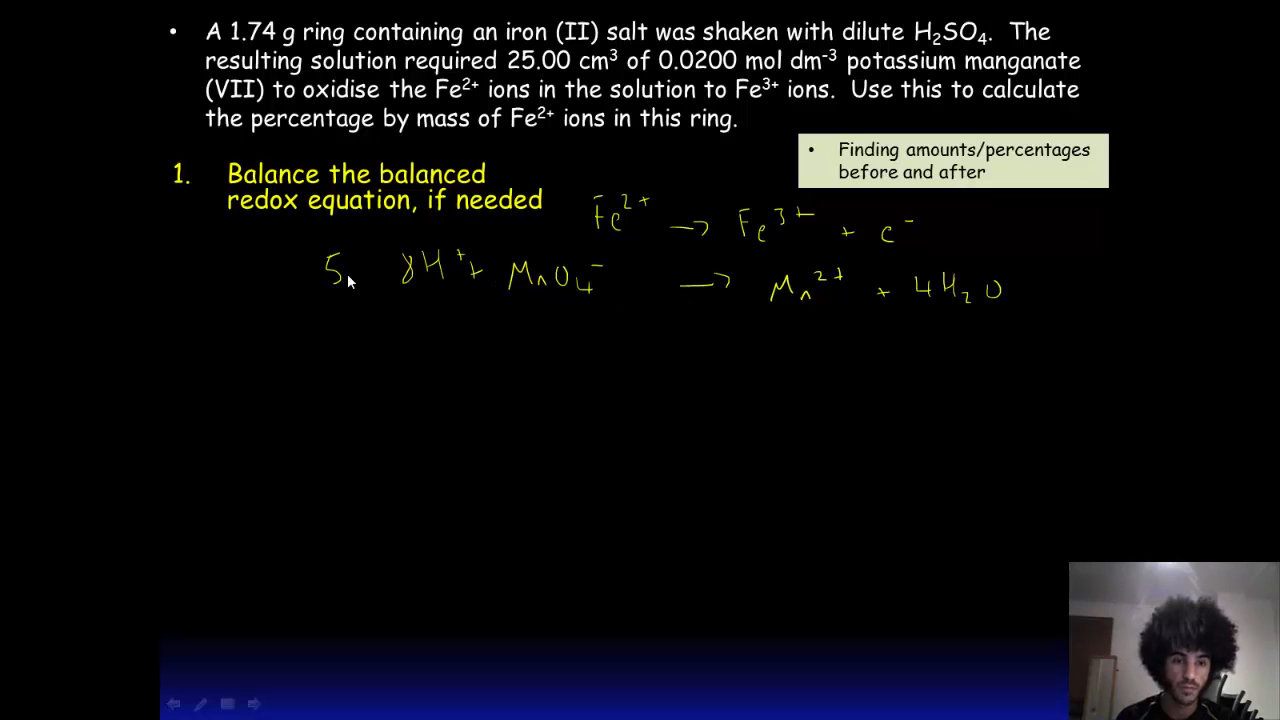 • A 1.74 g ring containing an iron (II) salt was shaken with dilute H₂SO₄. The
resulting solution required 25.00 cm³ of 0.0200 mol dm⁻³ potassium manganate
(VII) to oxidise the Fe²⁺ ions in the solution to Fe³⁺ ions. Use this to calculate
the percentage by mass of Fe²⁺ ions in this ring.
• Finding amounts/percentages
before and after
1. Balance the balanced
redox equation, if needed
Fe²⁺ → Fe³⁺ + e⁻
5 8H⁺ + MnO₄⁻ → Mn²⁺ + 4H₂O